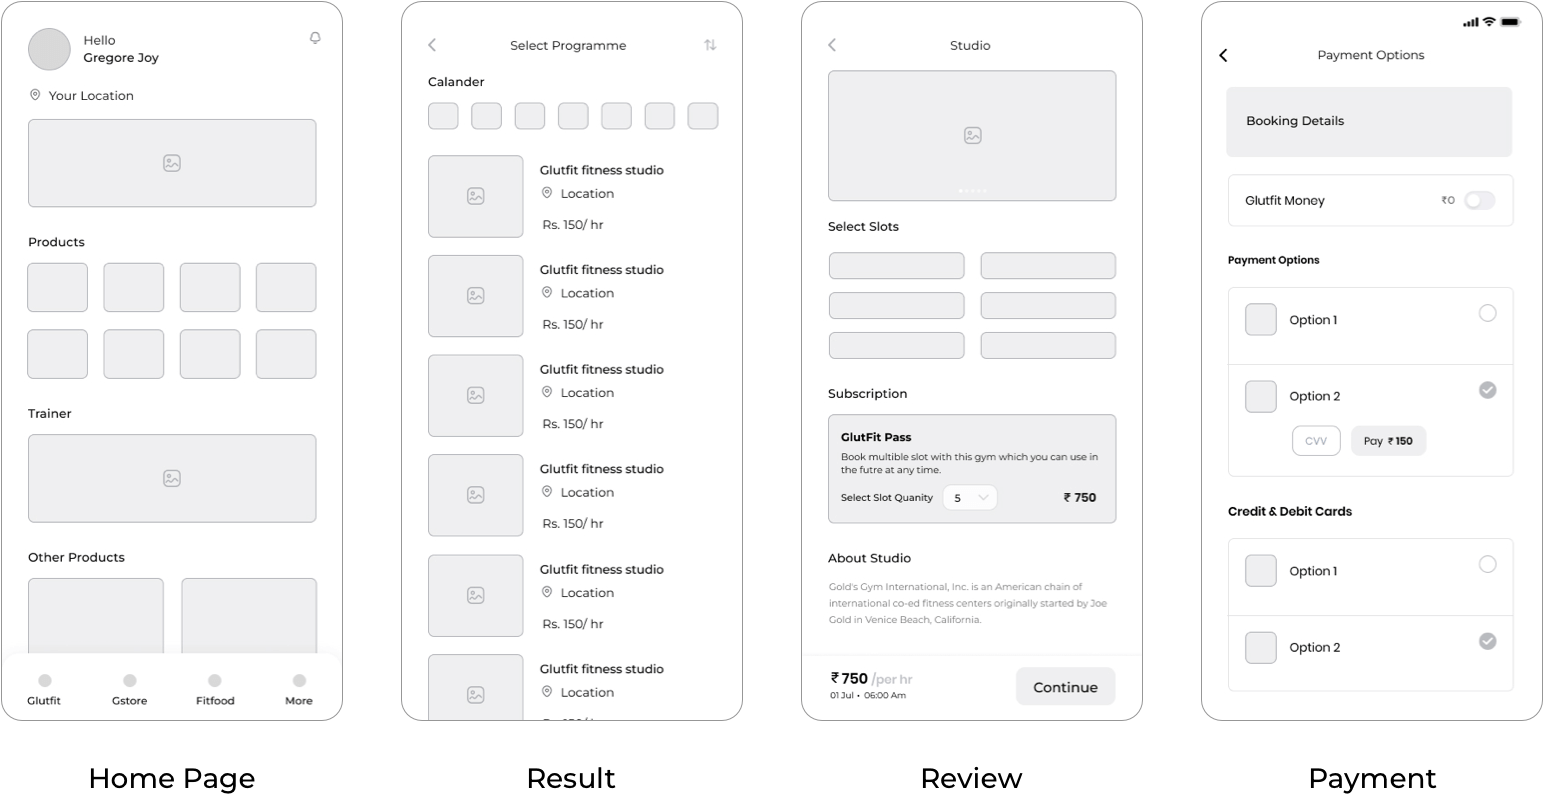 Hello
Gregore Joy
Your Location
Products
Trainer
Other Products
Glutfit
Gstore
Fitfood
More
Home Page
Select Programme
Calander
Glutfit fitness studio
Location
Rs. 150/ hr
Glutfit fitness studio
Location
Rs. 150/ hr
Glutfit fitness studio
Location
Rs. 150/ hr
Glutfit fitness studio
Location
Rs. 150/ hr
Glutfit fitness studio
Location
Rs. 150/ hr
Glutfit fitness studio
Location
Result
Studio
Select Slots
Subscription
GlutFit Pass
Book multible slot with this gym which you can use in
the futre at any time.
Select Slot Quanity 5 ₹ 750
About Studio
Gold's Gym International, Inc. is an American chain of
international co-ed fitness centers originally started by Joe
Gold in Venice Beach, California.
₹ 750 /per hr
01 Jul • 06:00 Am
Continue
Review
Payment Options
Booking Details
Glutfit Money ₹0
Payment Options
Option 1
Option 2
CVV Pay ₹ 150
Credit & Debit Cards
Option 1
Option 2
Payment